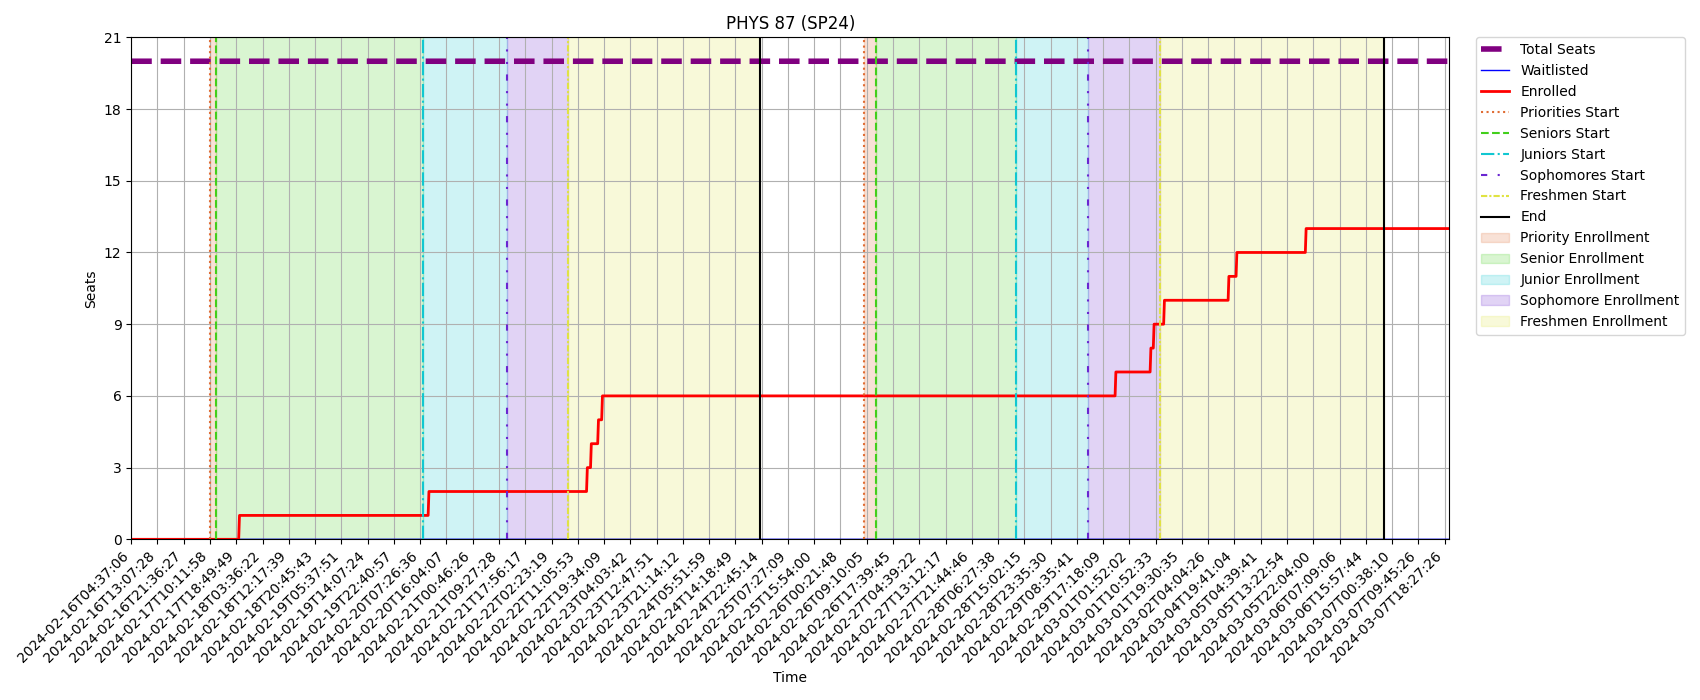 PHYS 87 (SP24)
Seats
21
18
15
12
9
6
3
0
2024-02-16T04:37:06
2024-02-16T13:07:28
2024-02-16T21:36:27
2024-02-17T10:11:58
2024-02-17T18:49:49
2024-02-18T03:36:22
2024-02-18T12:17:39
2024-02-18T20:45:43
2024-02-19T05:37:51
2024-02-19T14:07:24
2024-02-19T22:40:57
2024-02-20T07:26:36
2024-02-20T16:04:07
2024-02-21T00:46:26
2024-02-21T09:27:28
2024-02-21T17:56:17
2024-02-22T02:23:19
2024-02-22T11:05:53
2024-02-22T19:34:09
2024-02-23T04:03:42
2024-02-23T12:47:51
2024-02-23T21:14:12
2024-02-24T05:51:59
2024-02-24T14:18:49
2024-02-24T22:45:14
2024-02-25T07:27:09
2024-02-25T15:54:00
2024-02-26T00:21:48
2024-02-26T09:10:05
2024-02-26T17:39:45
2024-02-27T04:39:22
2024-02-27T13:12:17
2024-02-27T21:44:46
2024-02-28T06:27:38
2024-02-28T15:02:15
2024-02-28T23:35:30
2024-02-29T08:35:41
2024-02-29T17:18:09
2024-03-01T01:52:02
2024-03-01T10:52:33
2024-03-01T19:30:35
2024-03-02T04:04:26
2024-03-04T19:41:04
2024-03-05T04:39:41
2024-03-05T13:22:54
2024-03-05T22:04:00
2024-03-06T07:09:06
2024-03-06T15:57:44
2024-03-07T00:38:10
2024-03-07T09:45:26
2024-03-07T18:27:26
Time
Total Seats
Waitlisted
Enrolled
Priorities Start
Seniors Start
Juniors Start
Sophomores Start
Freshmen Start
End
Priority Enrollment
Senior Enrollment
Junior Enrollment
Sophomore Enrollment
Freshmen Enrollment